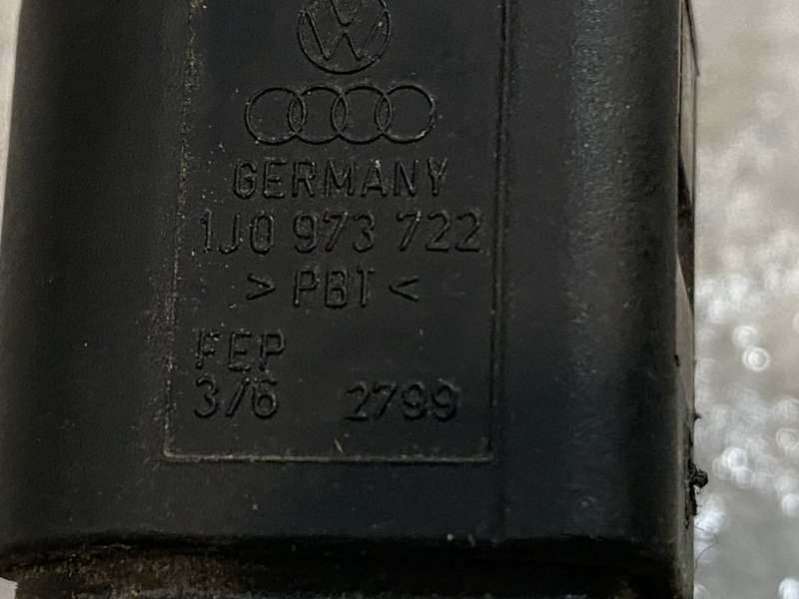 GERMANY
1J0 973 722
> PBT <
FEP
3/6 2799